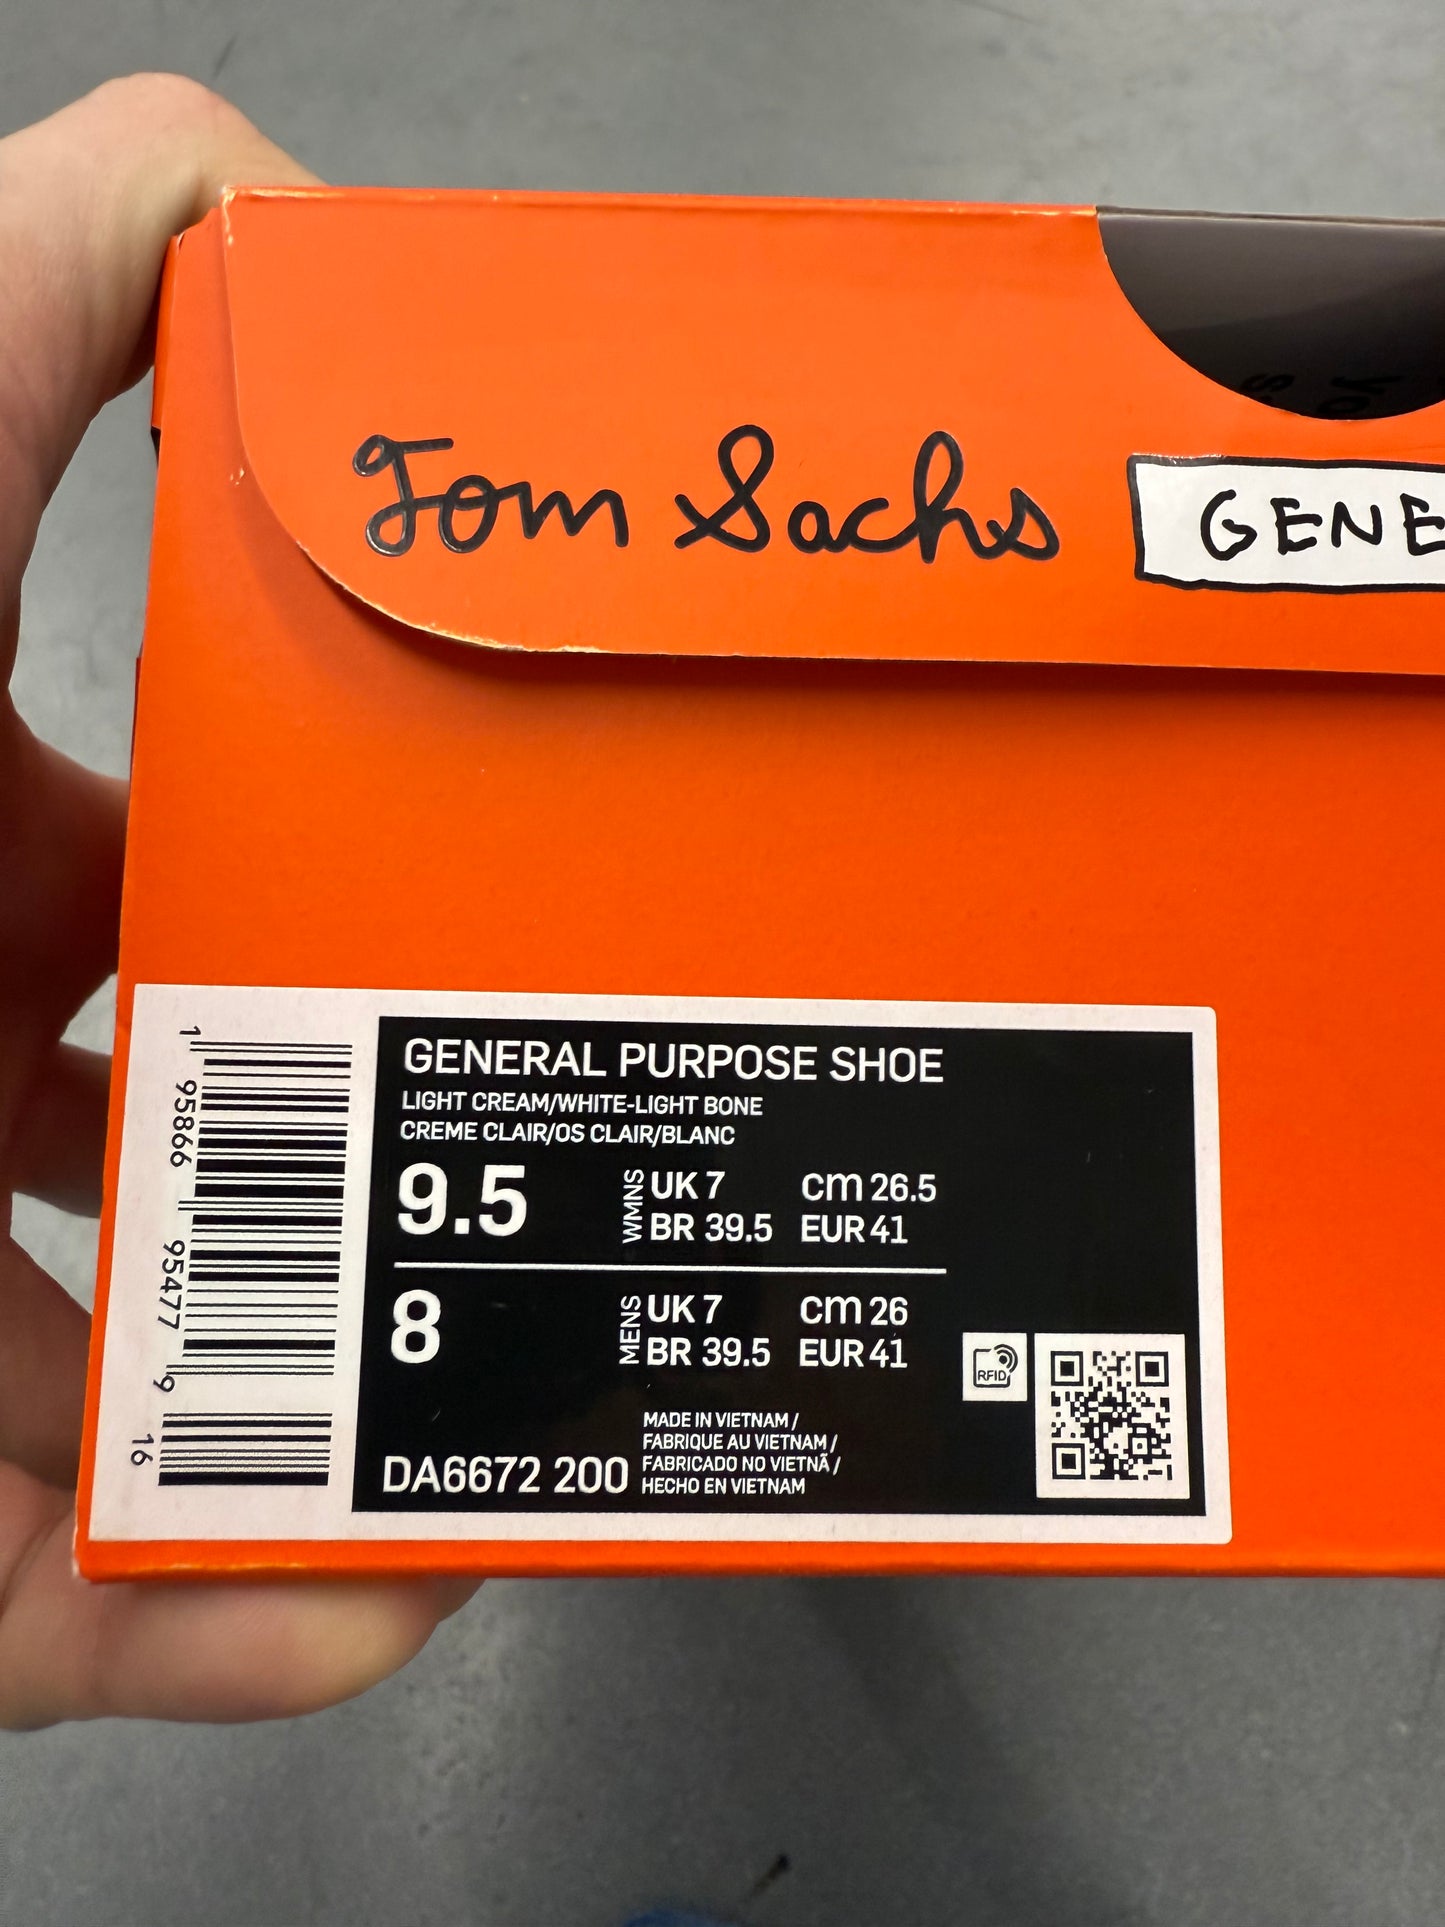 Tom Sachs
GENE
GENERAL PURPOSE SHOE
LIGHT CREAM/WHITE-LIGHT BONE
CREME CLAIR/OS CLAIR/BLANC
9.5 WMNS UK 7 CM 26.5
BR 39.5 EUR 41
8 MENS UK 7 CM 26
BR 39.5 EUR 41
MADE IN VIETNAM /
FABRIQUE AU VIETNAM /
FABRICADO NO VIETNÃ /
HECHO EN VIETNAM
DA6672 200
RFID
1 95866 95477 9 16